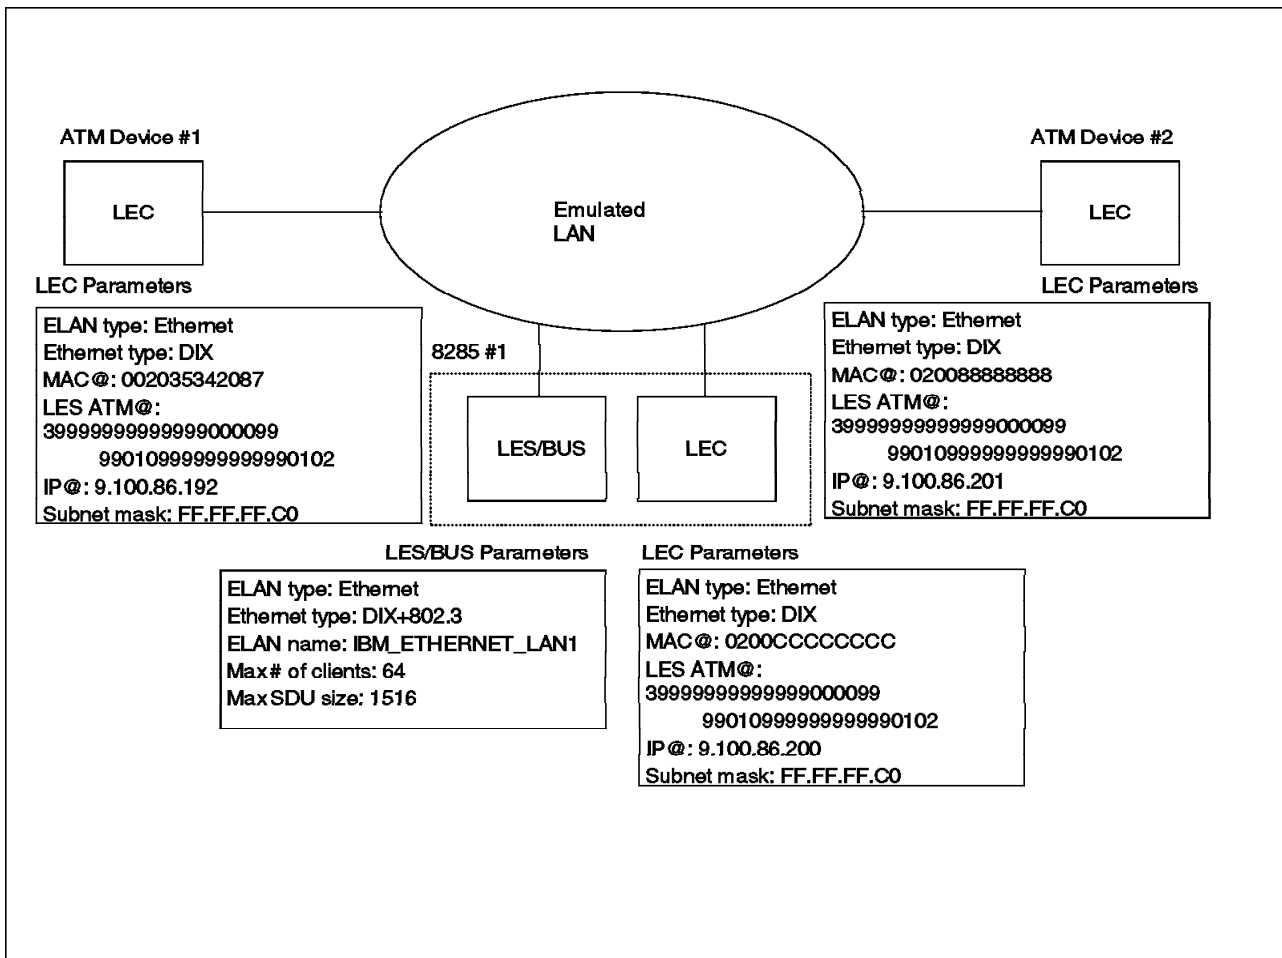 ATM Device #1
LEC
LEC Parameters
ELAN type: Ethernet
Ethernet type: DIX
MAC@: 002035342087
LES ATM@:
39999999999999000099
99010999999999990102
IP@: 9.100.86.192
Subnet mask: FF.FF.FF.C0
Emulated
LAN
ATM Device #2
LEC
LEC Parameters
ELAN type: Ethernet
Ethernet type: DIX
MAC@: 020088888888
LES ATM@:
39999999999999000099
99010999999999990102
IP@: 9.100.86.201
Subnet mask: FF.FF.FF.C0
8285 #1
LES/BUS
LEC
LES/BUS Parameters
ELAN type: Ethernet
Ethernet type: DIX+802.3
ELAN name: IBM_ETHERNET_LAN1
Max# of clients: 64
Max SDU size: 1516
LEC Parameters
ELAN type: Ethernet
Ethernet type: DIX
MAC@: 0200CCCCCCCC
LES ATM@:
39999999999999000099
99010999999999990102
IP@: 9.100.86.200
Subnet mask: FF.FF.FF.C0